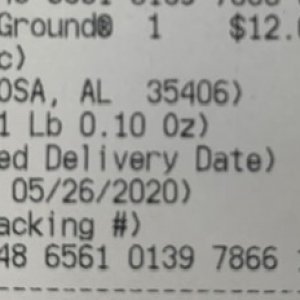 Ground® 1 $12.
c)
OSA, AL 35406)
1 Lb 0.10 Oz)
ed Delivery Date)
05/26/2020)
acking #)
48 6561 0139 7866